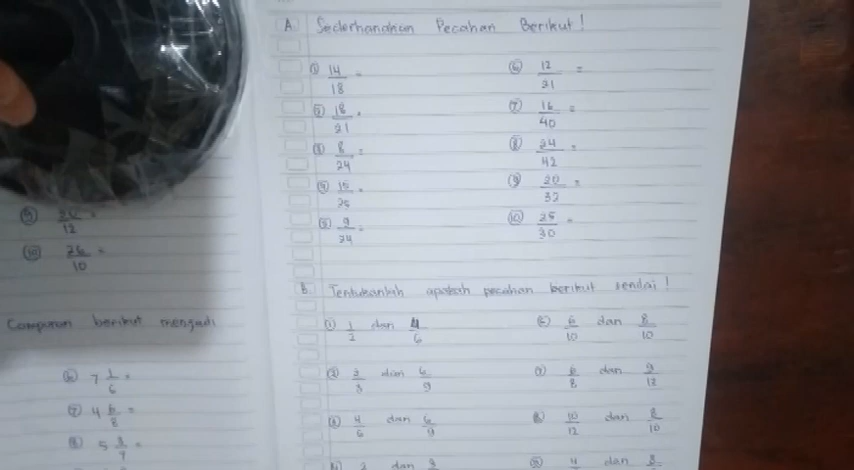 A. Sederhanakan Pecahan Berikut!
① 14/18 =
⑥ 12/21 =
② 18/21 =
⑦ 16/40 =
③ 8/24 =
⑧ 24/42 =
④ 15/25 =
⑨ 20/32 =
⑤ 9/24 =
⑩ 25/30 =
B. Tentukanlah apakah pecahan berikut senilai!
① 1/2 dan 4/6
⑥ 6/10 dan 8/10
② 2/3 dan 6/9
⑦ 6/8 dan 9/12
③ 4/6 dan 6/9
⑧ 10/12 dan 8/10
dan
dan
12
⑩ 26/10 =
Campuran berikut menjadi
⑥ 7 1/6 =
⑦ 4 6/8 =
⑧ 5 3/7 =